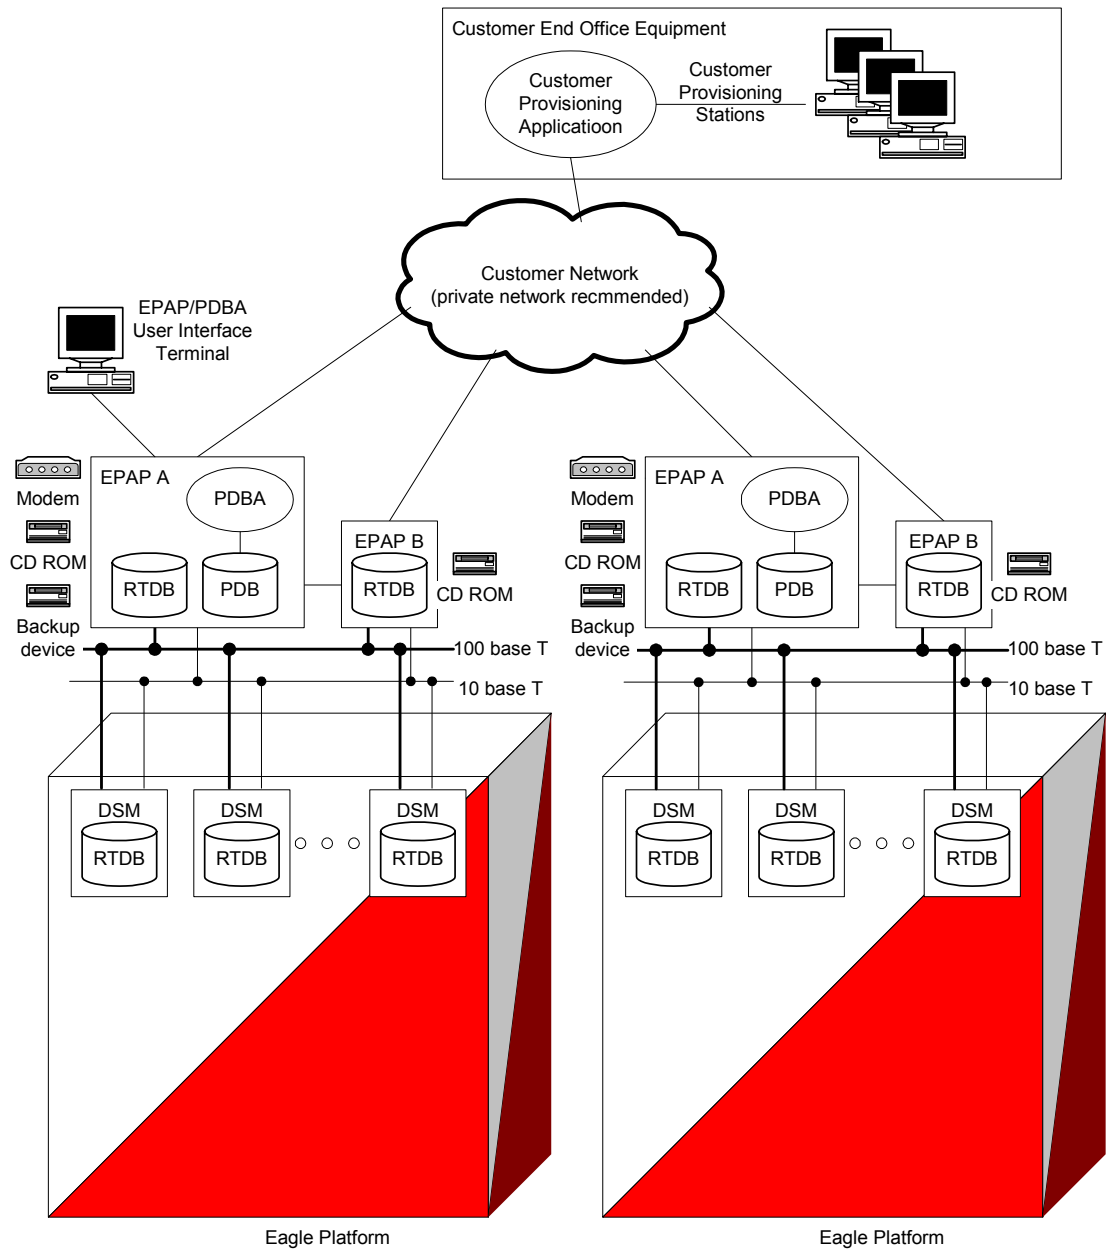 Customer End Office Equipment
Customer
Provisioning
Applicatioon
Customer
Provisioning
Stations
Customer Network
(private network recmmended)
EPAP/PDBA
User Interface
Terminal
Modem
CD ROM
Backup
device
EPAP A
PDBA
RTDB
PDB
EPAP B
RTDB
CD ROM
100 base T
10 base T
DSM
RTDB
DSM
RTDB
DSM
RTDB
Eagle Platform
Modem
CD ROM
Backup
device
EPAP A
PDBA
RTDB
PDB
EPAP B
RTDB
CD ROM
100 base T
10 base T
DSM
RTDB
DSM
RTDB
DSM
RTDB
Eagle Platform